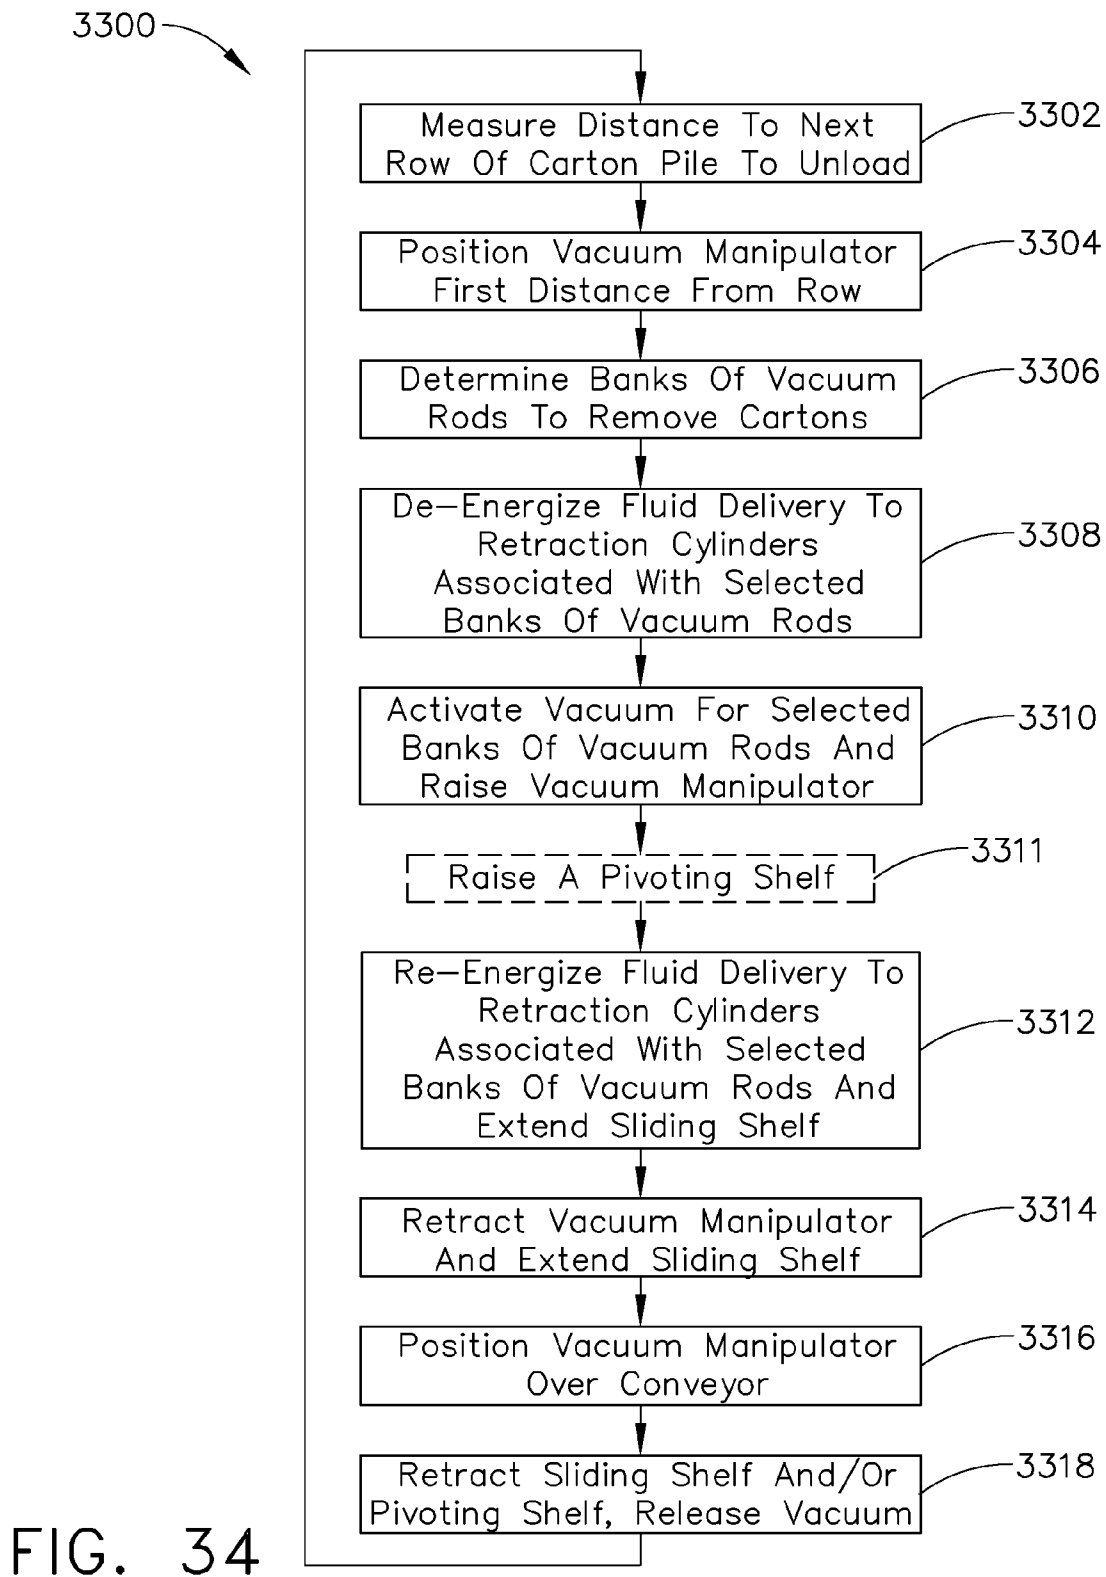 3300
Measure Distance To Next
Row Of Carton Pile To Unload
3302
Position Vacuum Manipulator
First Distance From Row
3304
Determine Banks Of Vacuum
Rods To Remove Cartons
3306
De-Energize Fluid Delivery To
Retraction Cylinders
Associated With Selected
Banks Of Vacuum Rods
3308
Activate Vacuum For Selected
Banks Of Vacuum Rods And
Raise Vacuum Manipulator
3310
Raise A Pivoting Shelf
3311
Re-Energize Fluid Delivery To
Retraction Cylinders
Associated With Selected
Banks Of Vacuum Rods And
Extend Sliding Shelf
3312
Retract Vacuum Manipulator
And Extend Sliding Shelf
3314
Position Vacuum Manipulator
Over Conveyor
3316
Retract Sliding Shelf And/Or
Pivoting Shelf, Release Vacuum
3318
FIG. 34